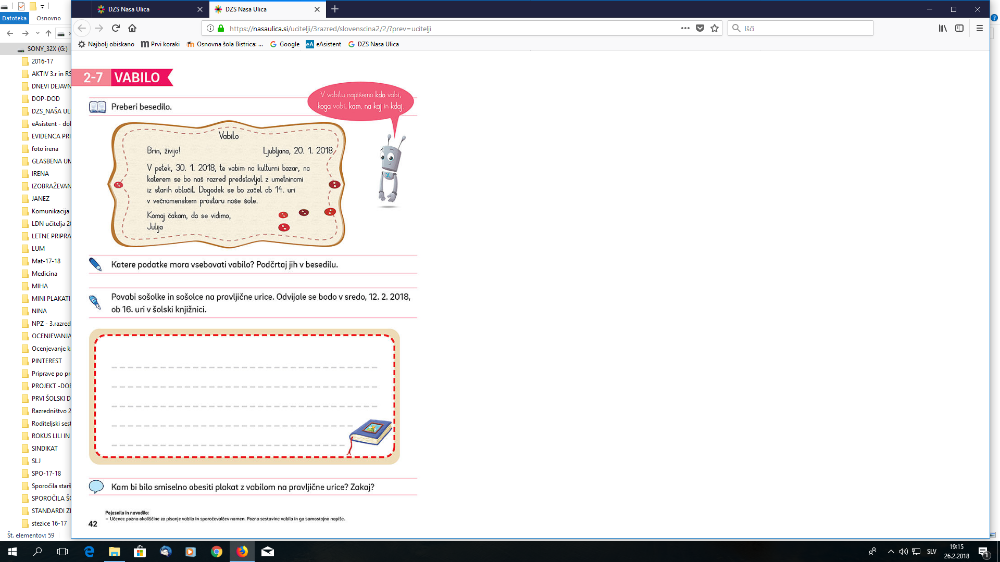 DZS Nasa Ulica
DZS Nasa Ulica
Datoteka
Osnovno
https://nasaulica.si/ucitelji/3razred/slovenscina2/2/?prev=ucitelji
Išči
Najbolj obiskano
Prvi koraki
Osnovna šola Bistrica: ...
Google
eA eAsistent
DZS Nasa Ulica
SONY_32X (G:)
2016-17
AKTIV 3.r in RS
DNEVI DEJAVN
DOP-DOD
DZS_NAŠA UL
eAsistent - dol
EVIDENCA PRI
foto irena
GLASBENA UM
IRENA
IZOBRAŽEVAN
JANEZ
Komunikacija
LDN učitelja 20
LETNE PRIPRA
LUM
Mat-17-18
Medicina
MIHA
MINI PLAKATI
NINA
NPZ - 3.razred
OCENJEVANJA
Ocenjevanje k
PINTEREST
Priprave po pr
PROJEKT -DOB
PRVI ŠOLSKI D
Razredništvo 2
Roditeljski sest
ROKUS LILI IN
SINDIKAT
SLJ
SPO-17-18
Sporočila starš
SPOROČILA ŠO
STANDARDI ZN
stezice 16-17
Št. elementov: 59
2-7 VABILO
V vabilu napišemo kdo vabi,
koga vabi, kam, na kaj in kdaj.
Preberi besedilo.
Vabilo
Brin, živijo!
Ljubljana, 20. 1. 2018
V petek, 30. 1. 2018, te vabim na kulturni bazar, na
katerem se bo naš razred predstavljal z umetninami
iz starih oblačil. Dogodek se bo začel ob 14. uri
v večnamenskem prostoru naše šole.
Komaj čakam, da se vidimo,
Julija
Katere podatke mora vsebovati vabilo? Podčrtaj jih v besedilu.
Povabi sošolke in sošolce na pravljične urice. Odvijale se bodo v sredo, 12. 2. 2018,
ob 16. uri v šolski knjižnici.
Kam bi bilo smiselno obesiti plakat z vabilom na pravljične urice? Zakaj?
Pojasnila in navodila:
– Učenec pozna okoliščine za pisanje vabila in sporočevalčev namen. Pozna sestavine vabila in ga samostojno napiše.
42
SLV
19:15
26.2.2018
1